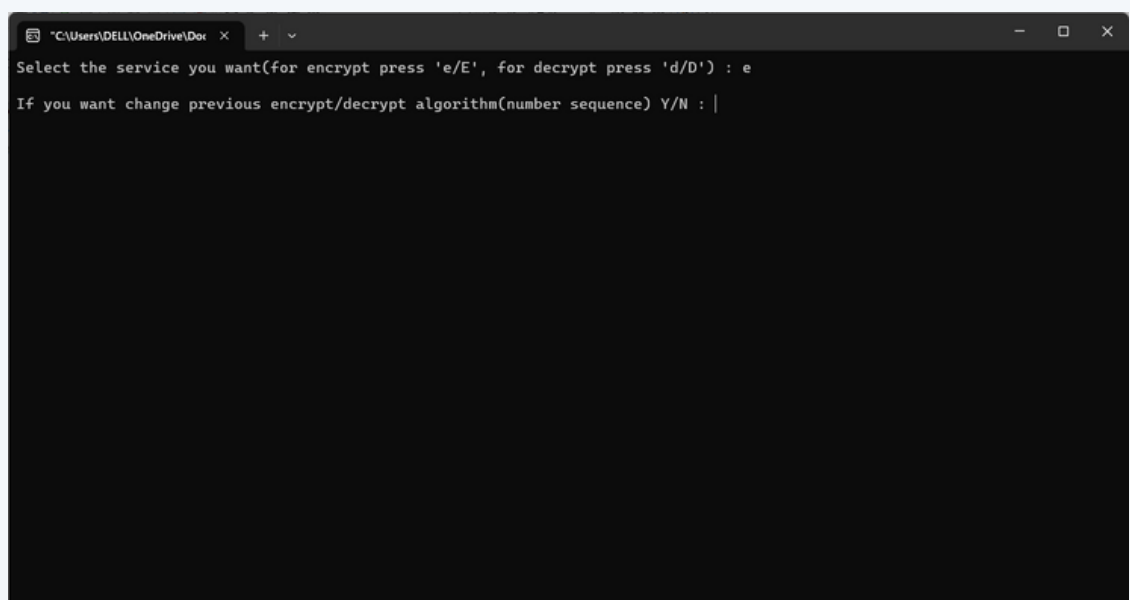 "C:\Users\DELL\OneDrive\Doc
Select the service you want(for encrypt press 'e/E', for decrypt press 'd/D') : e
If you want change previous encrypt/decrypt algorithm(number sequence) Y/N :